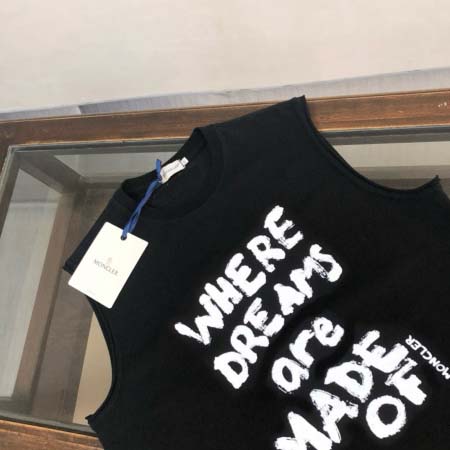 MONCLER
WHERE
DREAMS
are
MADE
OF
MONCLER